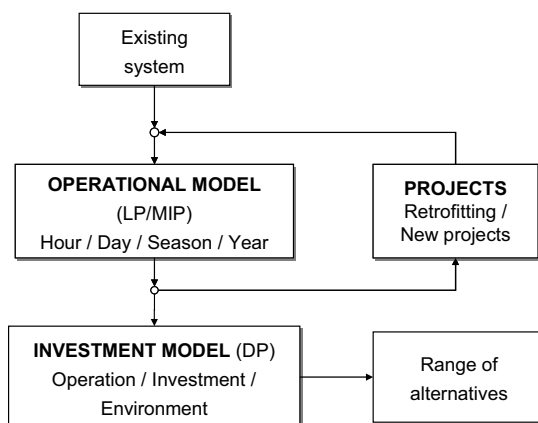 Existing
system
OPERATIONAL MODEL
(LP/MIP)
Hour / Day / Season / Year
PROJECTS
Retrofitting /
New projects
INVESTMENT MODEL (DP)
Operation / Investment /
Environment
Range of
alternatives